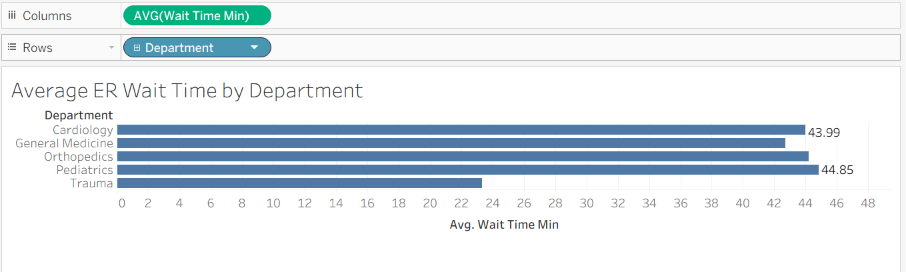 Columns AVG(Wait Time Min)
Rows Department
Average ER Wait Time by Department
Department
Cardiology 43.99
General Medicine
Orthopedics
Pediatrics 44.85
Trauma
0 2 4 6 8 10 12 14 16 18 20 22 24 26 28 30 32 34 36 38 40 42 44 46 48
Avg. Wait Time Min